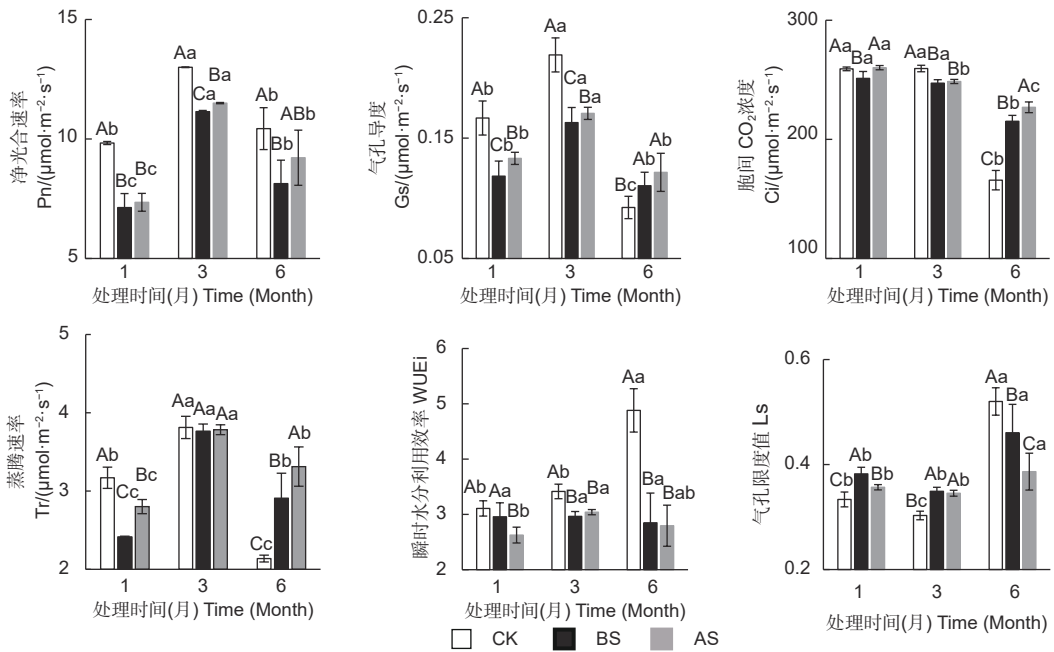 净光合速率
Pn/(μmol·m⁻²·s⁻¹)
15
10
5
Ab
Bc
Bc
Aa
Ca
Ba
Ab
Bb
ABb
1
3
6
处理时间(月) Time (Month)
气孔导度
Gs/(μmol·m⁻²·s⁻¹)
0.25
0.15
0.05
Ab
Cb
Bb
Aa
Ca
Ba
Bc
Ab
Ab
1
3
6
处理时间(月) Time (Month)
胞间 CO₂浓度
Ci/(μmol·m⁻²·s⁻¹)
300
200
100
Aa
Ba
Aa
Aa
Ba
Bb
Cb
Bb
Ac
1
3
6
处理时间(月) Time (Month)
蒸腾速率
Tr/(μmol·m⁻²·s⁻¹)
5
4
3
2
Ab
Cc
Bc
Aa
Aa
Aa
Cc
Bb
Ab
1
3
6
处理时间(月) Time (Month)
瞬时水分利用效率 WUEi
6
5
4
3
2
Ab
Aa
Bb
Ab
Ba
Ba
Aa
Ba
Bab
1
3
6
处理时间(月) Time (Month)
气孔限度值 Ls
0.6
0.4
0.2
Cb
Ab
Bb
Bc
Ab
Ab
Aa
Ba
Ca
1
3
6
处理时间(月) Time (Month)
CK
BS
AS